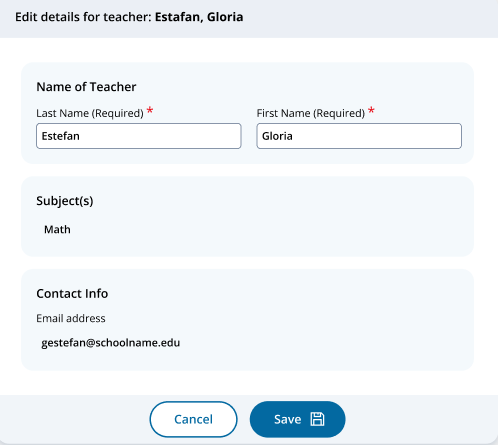 Edit details for teacher: Estafan, Gloria
Name of Teacher
Last Name (Required) * First Name (Required) *
Estefan Gloria
Subject(s)
Math
Contact Info
Email address
gestefan@schoolname.edu
Cancel Save